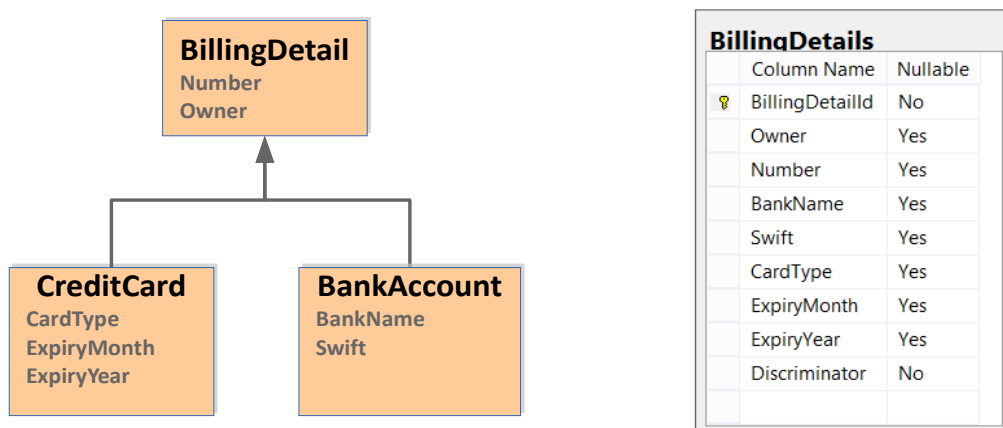 BillingDetail
Number
Owner
CreditCard
CardType
ExpiryMonth
ExpiryYear
BankAccount
BankName
Swift
BillingDetails
Column Name Nullable
BillingDetailId No
Owner Yes
Number Yes
BankName Yes
Swift Yes
CardType Yes
ExpiryMonth Yes
ExpiryYear Yes
Discriminator No